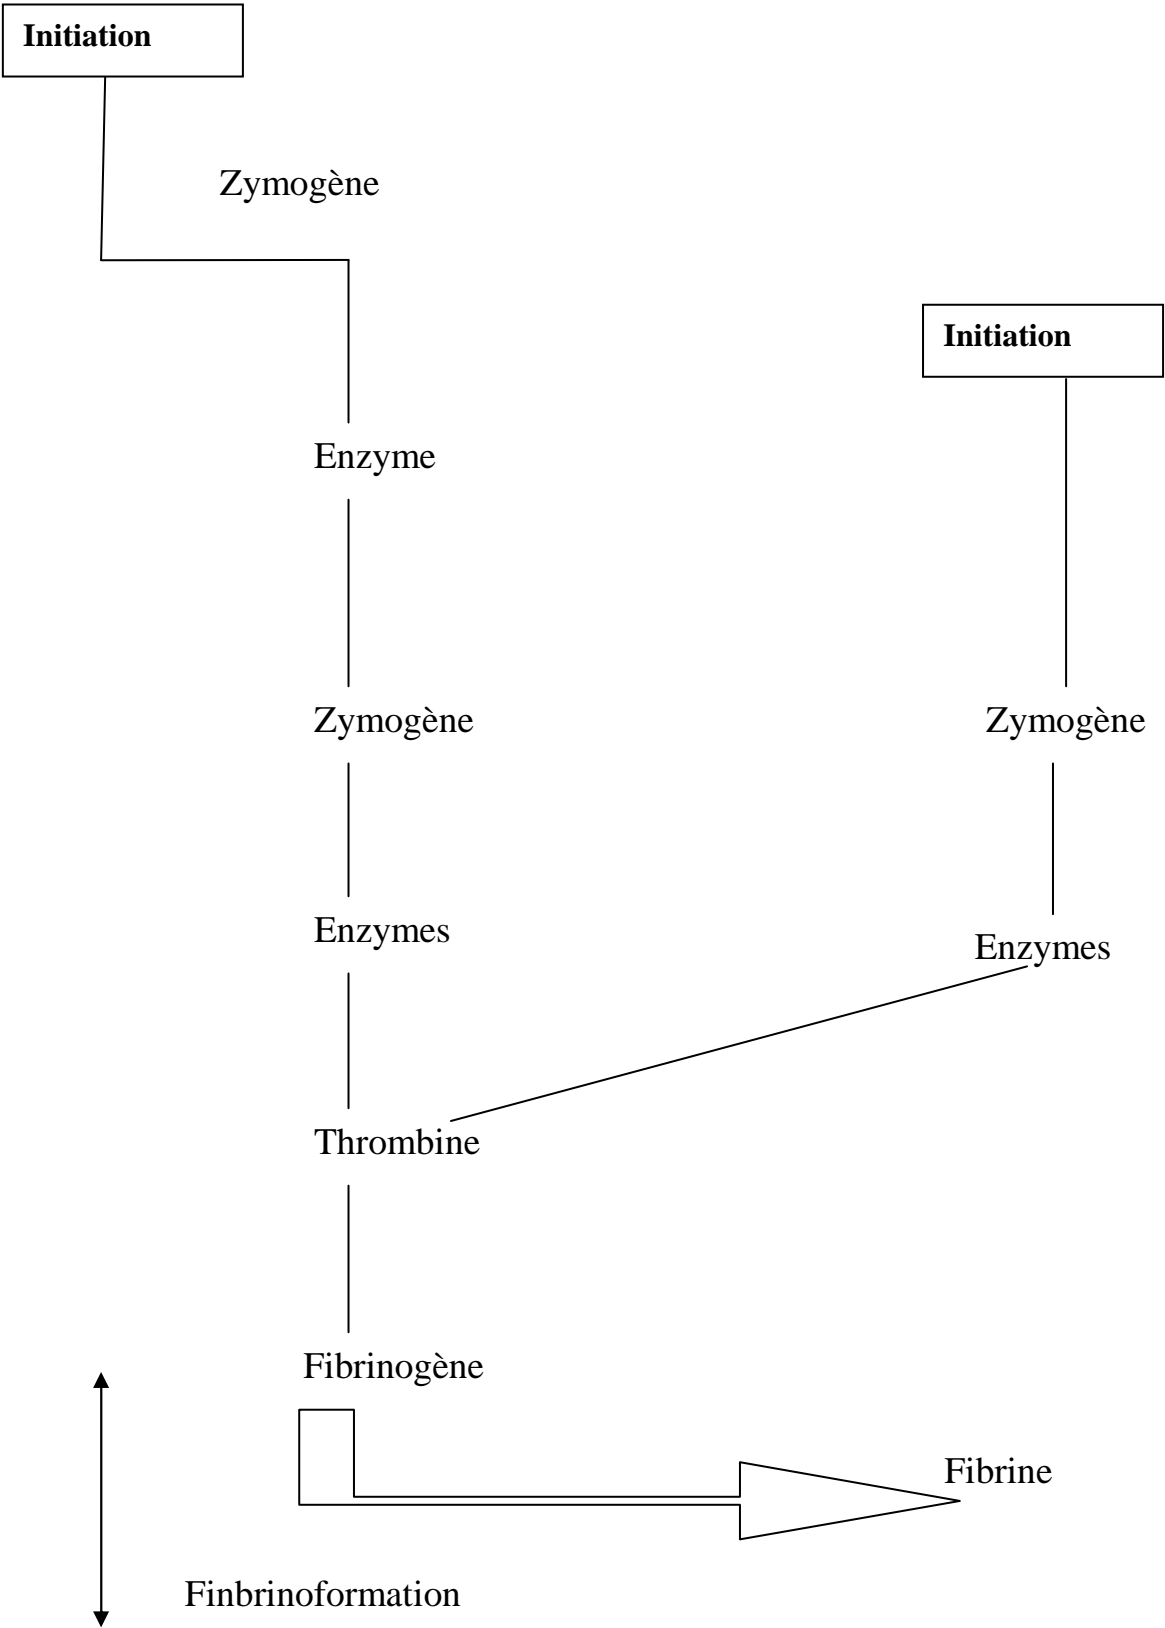 Initiation
Zymogène
Initiation
Enzyme
Zymogène
Zymogène
Enzymes
Enzymes
Thrombine
Fibrinogène
Fibrine
Finbrinoformation